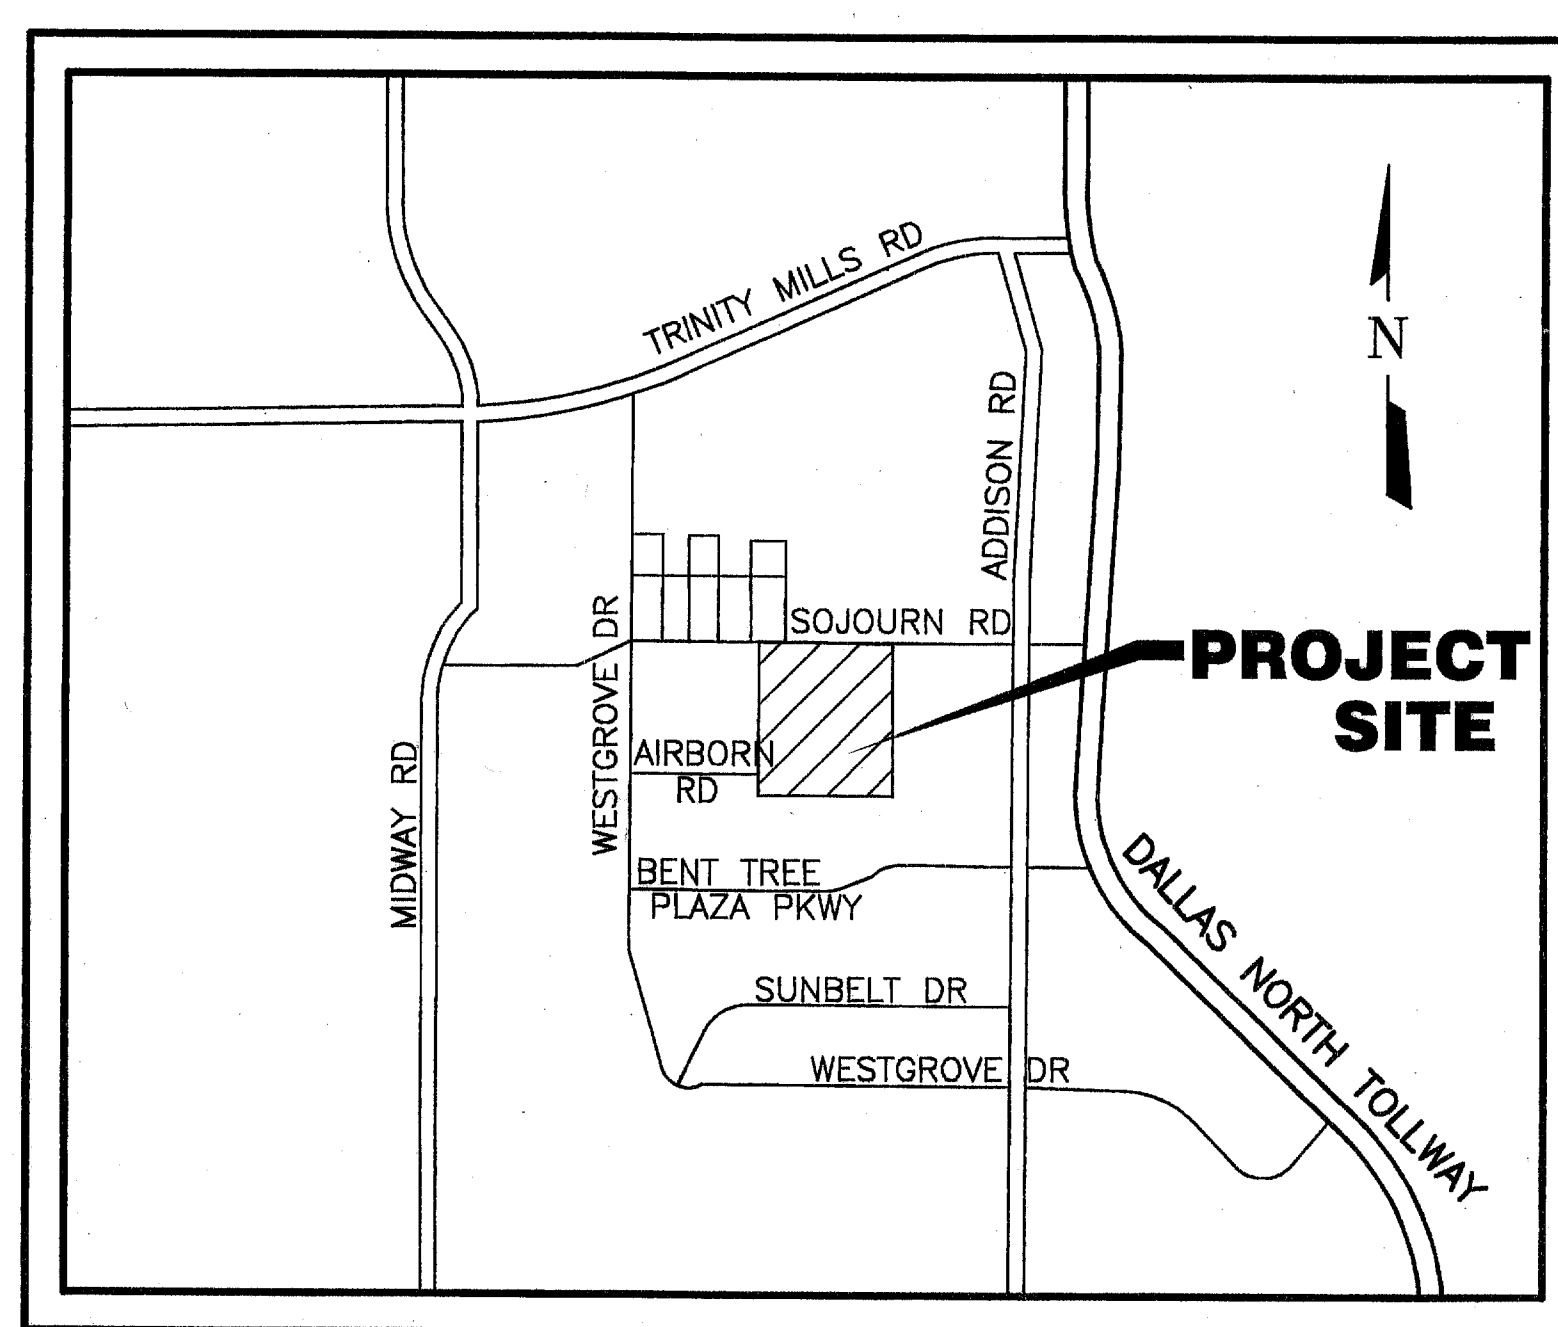 TRINITY MILLS RD
N
ADDISON RD
SOJOURN RD
WESTGROVE DR
PROJECT
SITE
AIRBORN
RD
MIDWAY RD
BENT TREE
PLAZA PKWY
DALLAS NORTH TOLLWAY
SUNBELT DR
WESTGROVE DR